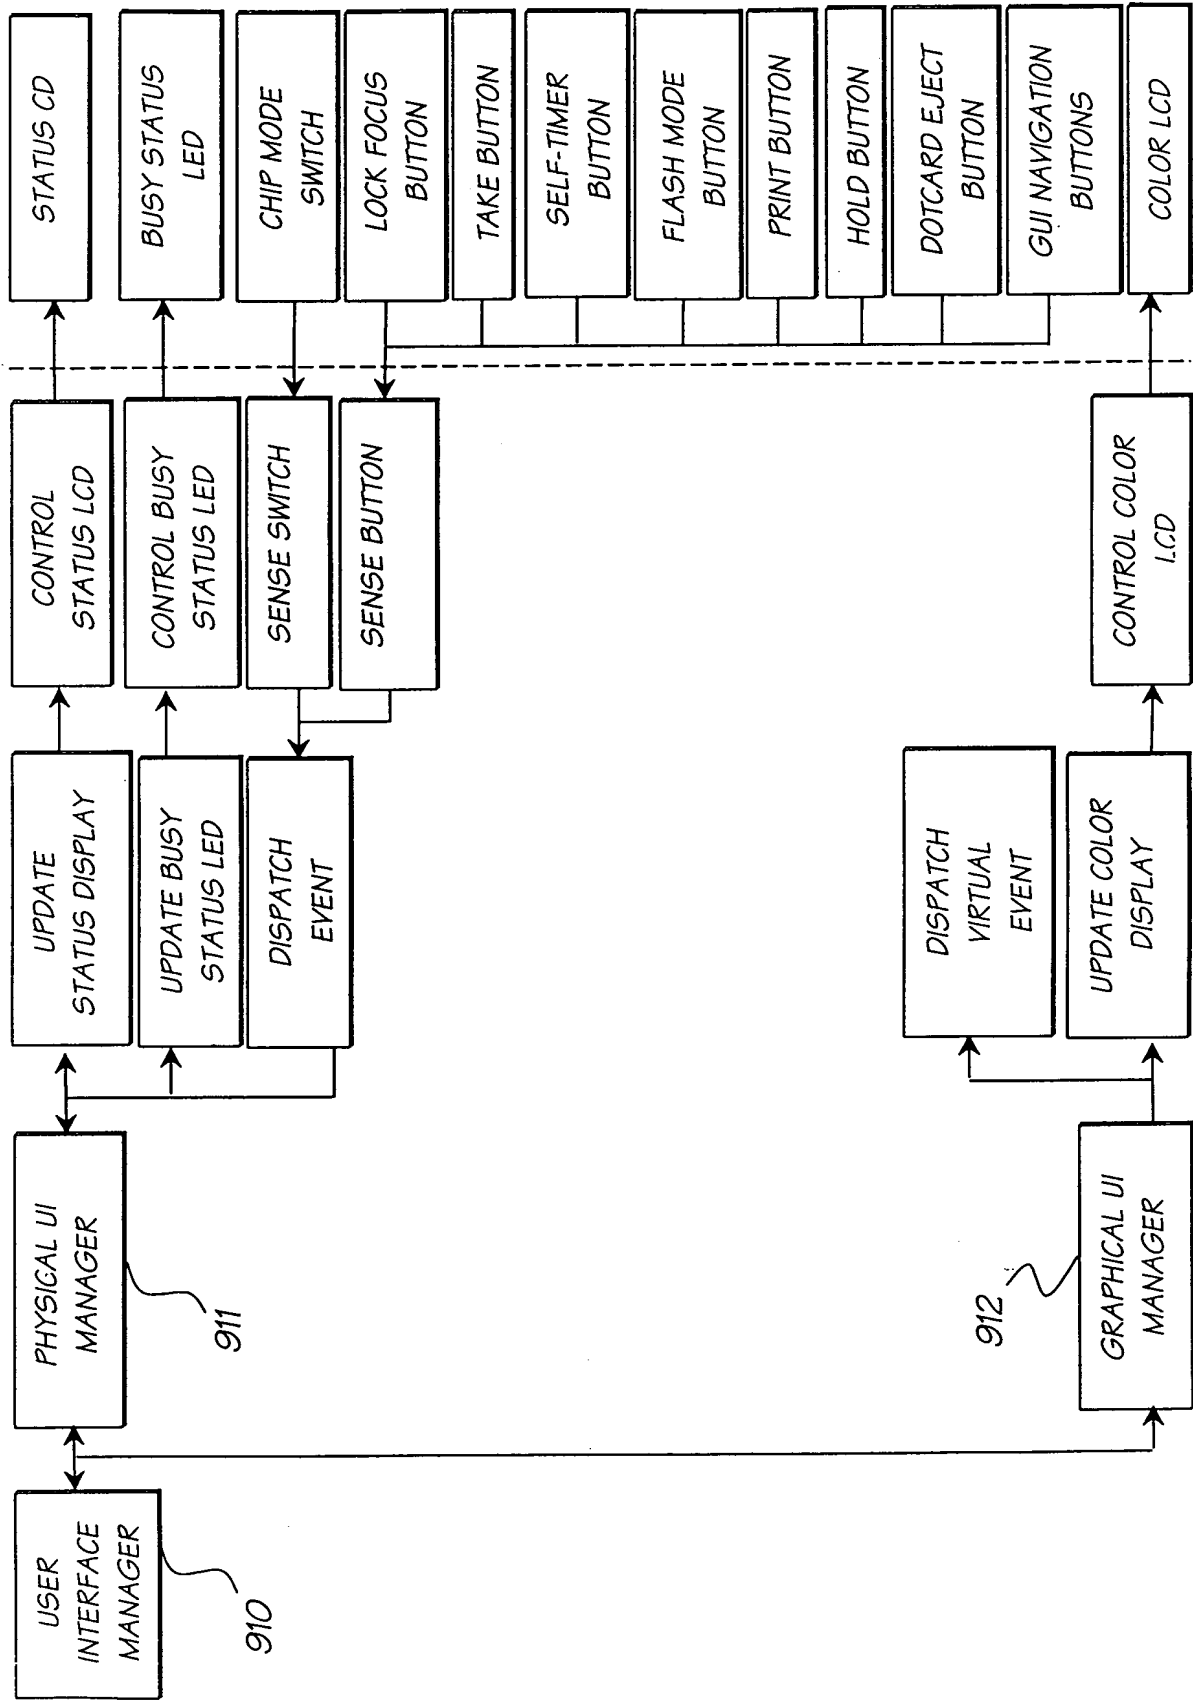 USER
INTERFACE
MANAGER
910
PHYSICAL UI
MANAGER
911
GRAPHICAL UI
MANAGER
912
UPDATE
STATUS DISPLAY
UPDATE BUSY
STATUS LED
DISPATCH
EVENT
DISPATCH
VIRTUAL
EVENT
UPDATE COLOR
DISPLAY
CONTROL
STATUS LCD
CONTROL BUSY
STATUS LED
SENSE SWITCH
SENSE BUTTON
CONTROL COLOR
LCD
STATUS CD
BUSY STATUS
LED
CHIP MODE
SWITCH
LOCK FOCUS
BUTTON
TAKE BUTTON
SELF-TIMER
BUTTON
FLASH MODE
BUTTON
PRINT BUTTON
HOLD BUTTON
DOTCARD EJECT
BUTTON
GUI NAVIGATION
BUTTONS
COLOR LCD